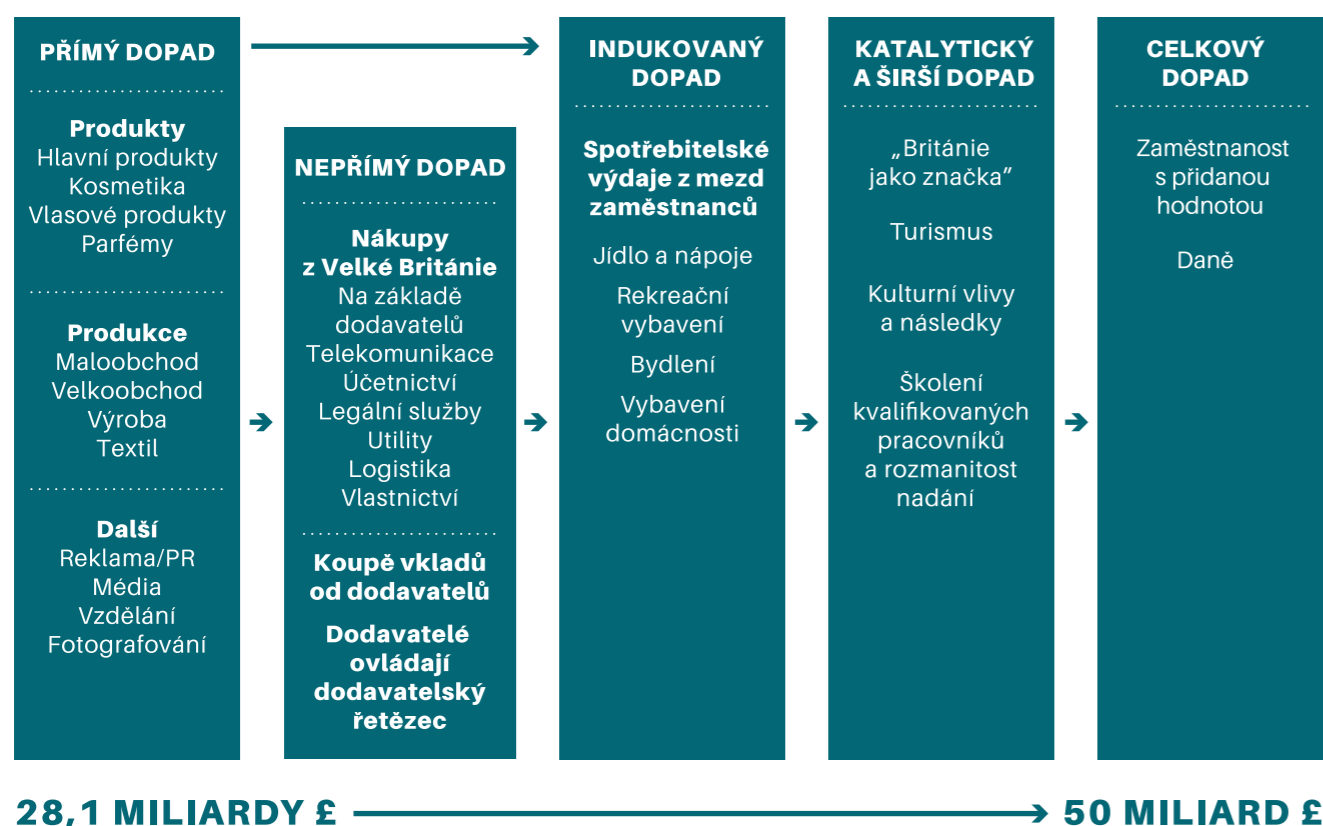 PŘÍMÝ DOPAD
Produkty
Hlavní produkty
Kosmetika
Vlasové produkty
Parfémy
Produkce
Maloobchod
Velkoobchod
Výroba
Textil
Další
Reklama/PR
Média
Vzdělání
Fotografování
NEPŘÍMÝ DOPAD
Nákupy
z Velké Británie
Na základě
dodavatelů
Telekomunikace
Účetnictví
Legální služby
Utility
Logistika
Vlastnictví
Koupě vkladů
od dodavatelů
Dodavatelé
ovládají
dodavatelský
řetězec
INDUKOVANÝ
DOPAD
Spotřebitelské
výdaje z mezd
zaměstnanců
Jídlo a nápoje
Rekreační
vybavení
Bydlení
Vybavení
domácnosti
KATALYTICKÝ
A ŠIRŠÍ DOPAD
„Británie
jako značka”
Turismus
Kulturní vlivy
a následky
Školení
kvalifikovaných
pracovníků
a rozmanitost
nadání
CELKOVÝ
DOPAD
Zaměstnanost
s přidanou
hodnotou
Daně
28,1 MILIARDY £
50 MILIARD £